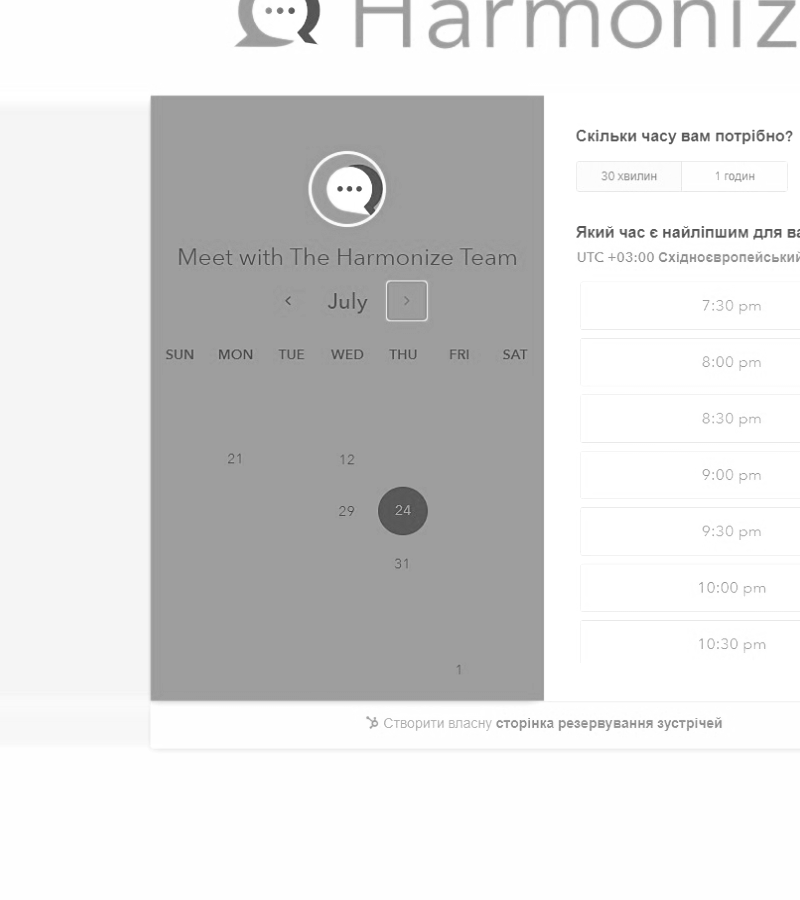 Harmoniz
Meet with The Harmonize Team
July
SUN MON TUE WED THU FRI SAT
21 12
29 24
31
1
Скільки часу вам потрібно?
30 хвилин 1 годин
Який час є найліпшим для ва
UTC +03:00 Східноєвропейський
7:30 pm
8:00 pm
8:30 pm
9:00 pm
9:30 pm
10:00 pm
10:30 pm
Створити власну сторінка резервування зустрічей